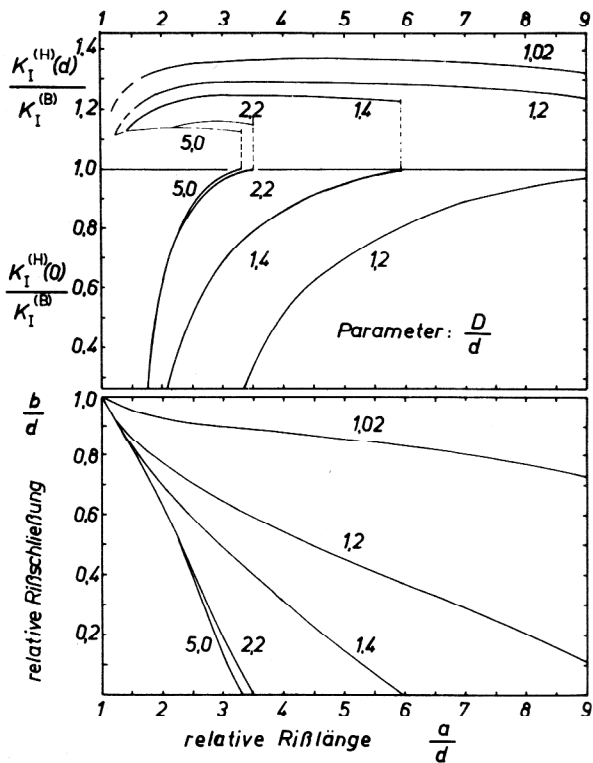 1 2 3 4 5 6 7 8 9
K_I^(H)(d)
K_I^(B)
1,4
1,2
1,02
2,2
1,4
1,2
5,0
1,0
5,0
2,2
0,8
1,4
1,2
K_I^(H)(0)
K_I^(B)
0,6
Parameter: D/d
0,4
b/d
1,0
1,02
0,8
relative Rißschließung
1,2
0,4
0,2
5,0
2,2
1,4
1 2 3 4 5 6 7 8 9
relative Rißlänge a/d